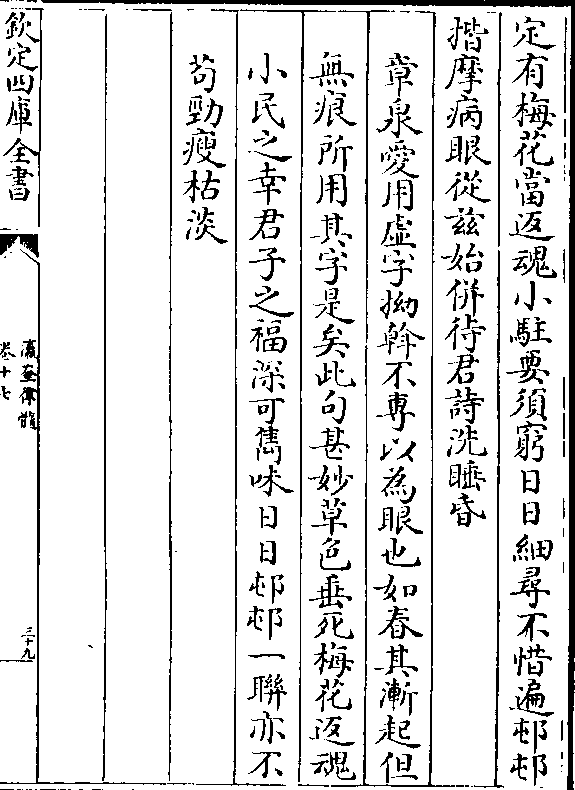 定有梅花當返魂小駐要須窮日日細尋不惜遍邨邨
揩摩病眼從兹始併待君詩洗睡昏
章泉愛用虛字拗斡不專以為眼也如春其漸起但
無痕所用其字是矣此句甚妙草色垂死梅花返魂
小民之幸君子之福深可雋味日日邨邨一聯亦不
苟勁瘦枯淡
欽定四庫全書
瀛奎律髓
卷十七
三十九